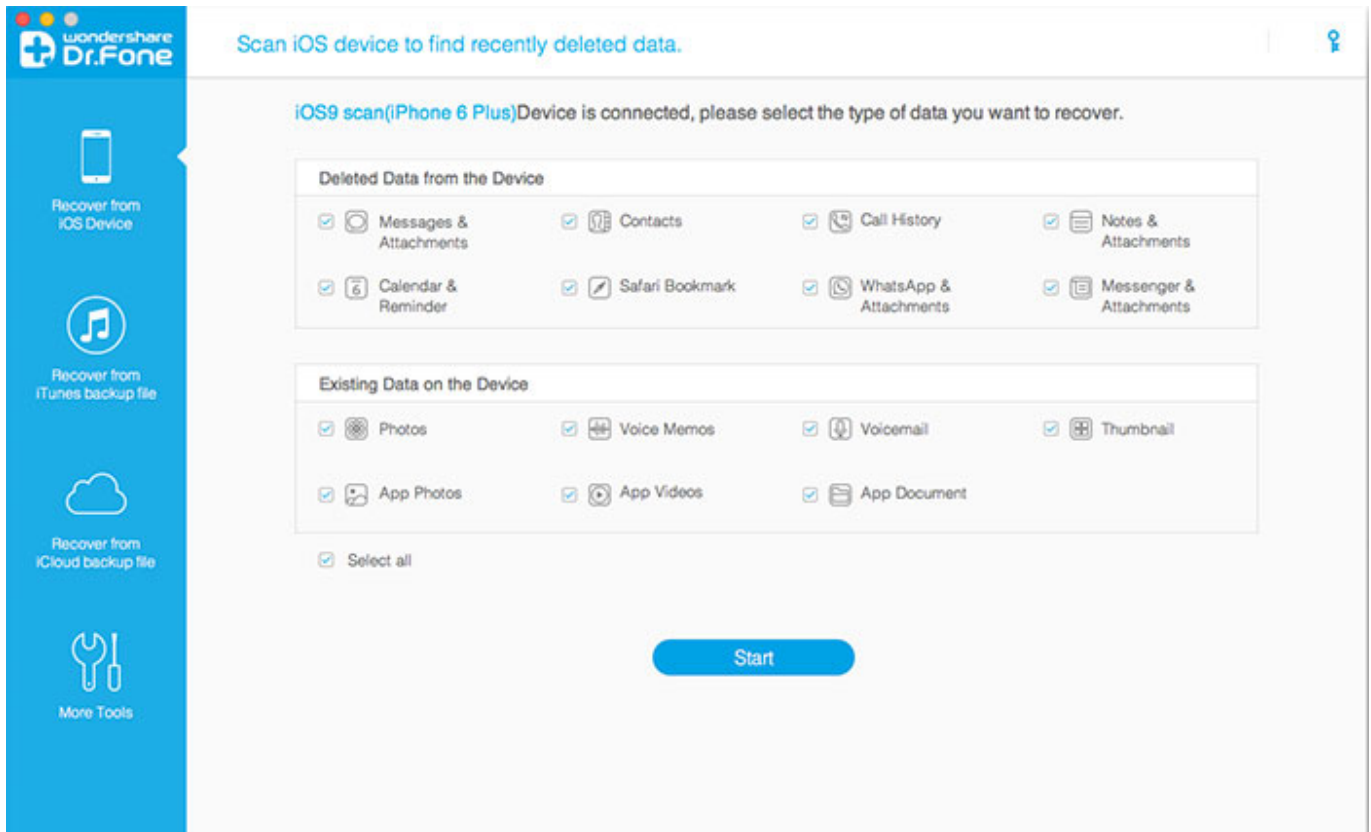 wondershare
Dr.Fone
Scan iOS device to find recently deleted data.
iOS9 scan(iPhone 6 Plus)Device is connected, please select the type of data you want to recover.
Recover from
iOS Device
Recover from
iTunes backup file
Recover from
iCloud backup file
More Tools
Deleted Data from the Device
Messages &
Attachments
Contacts
Call History
Notes &
Attachments
Calendar &
Reminder
6
Safari Bookmark
WhatsApp &
Attachments
Messenger &
Attachments
Existing Data on the Device
Photos
Voice Memos
Voicemail
Thumbnail
App Photos
App Videos
App Document
Select all
Start